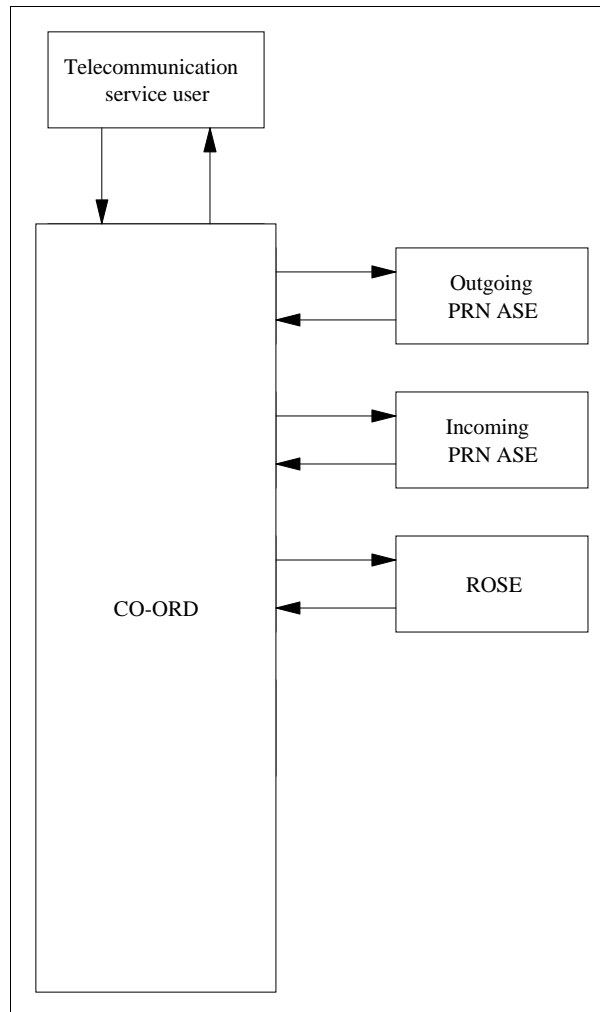 Telecommunication
service user
Outgoing
PRN ASE
Incoming
PRN ASE
ROSE
CO-ORD